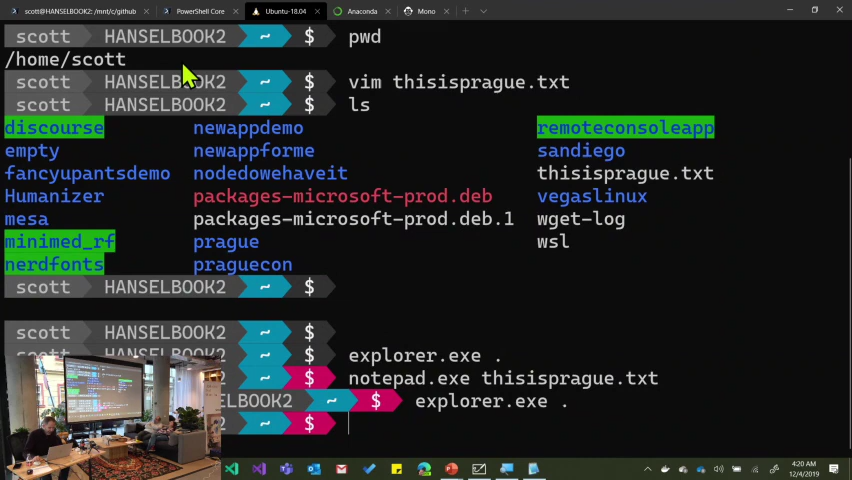 scott@HANSELBOOK2: /mnt/c/github
PowerShell Core
Ubuntu-18.04
Anaconda
Mono
scott HANSELBOOK2 ~ $ pwd
/home/scott
scott HANSELBOOK2 ~ $ vim thisisprague.txt
scott HANSELBOOK2 ~ $ ls
discourse newappdemo remoteconsoleapp
empty newappforme sandiego
fancyupantsdemo nodedowehaveit thisisprague.txt
Humanizer packages-microsoft-prod.deb vegaslinux
mesa packages-microsoft-prod.deb.1 wget-log
minimed_rf prague wsl
nerdfonts praguecon
scott HANSELBOOK2 ~ $
scott HANSELBOOK2 ~ $
scott HANSELBOOK2 ~ $ explorer.exe .
~ $ notepad.exe thisisprague.txt
ELBOOK2 ~ $ explorer.exe .
2 ~ $
4:20 AM
12/4/2019